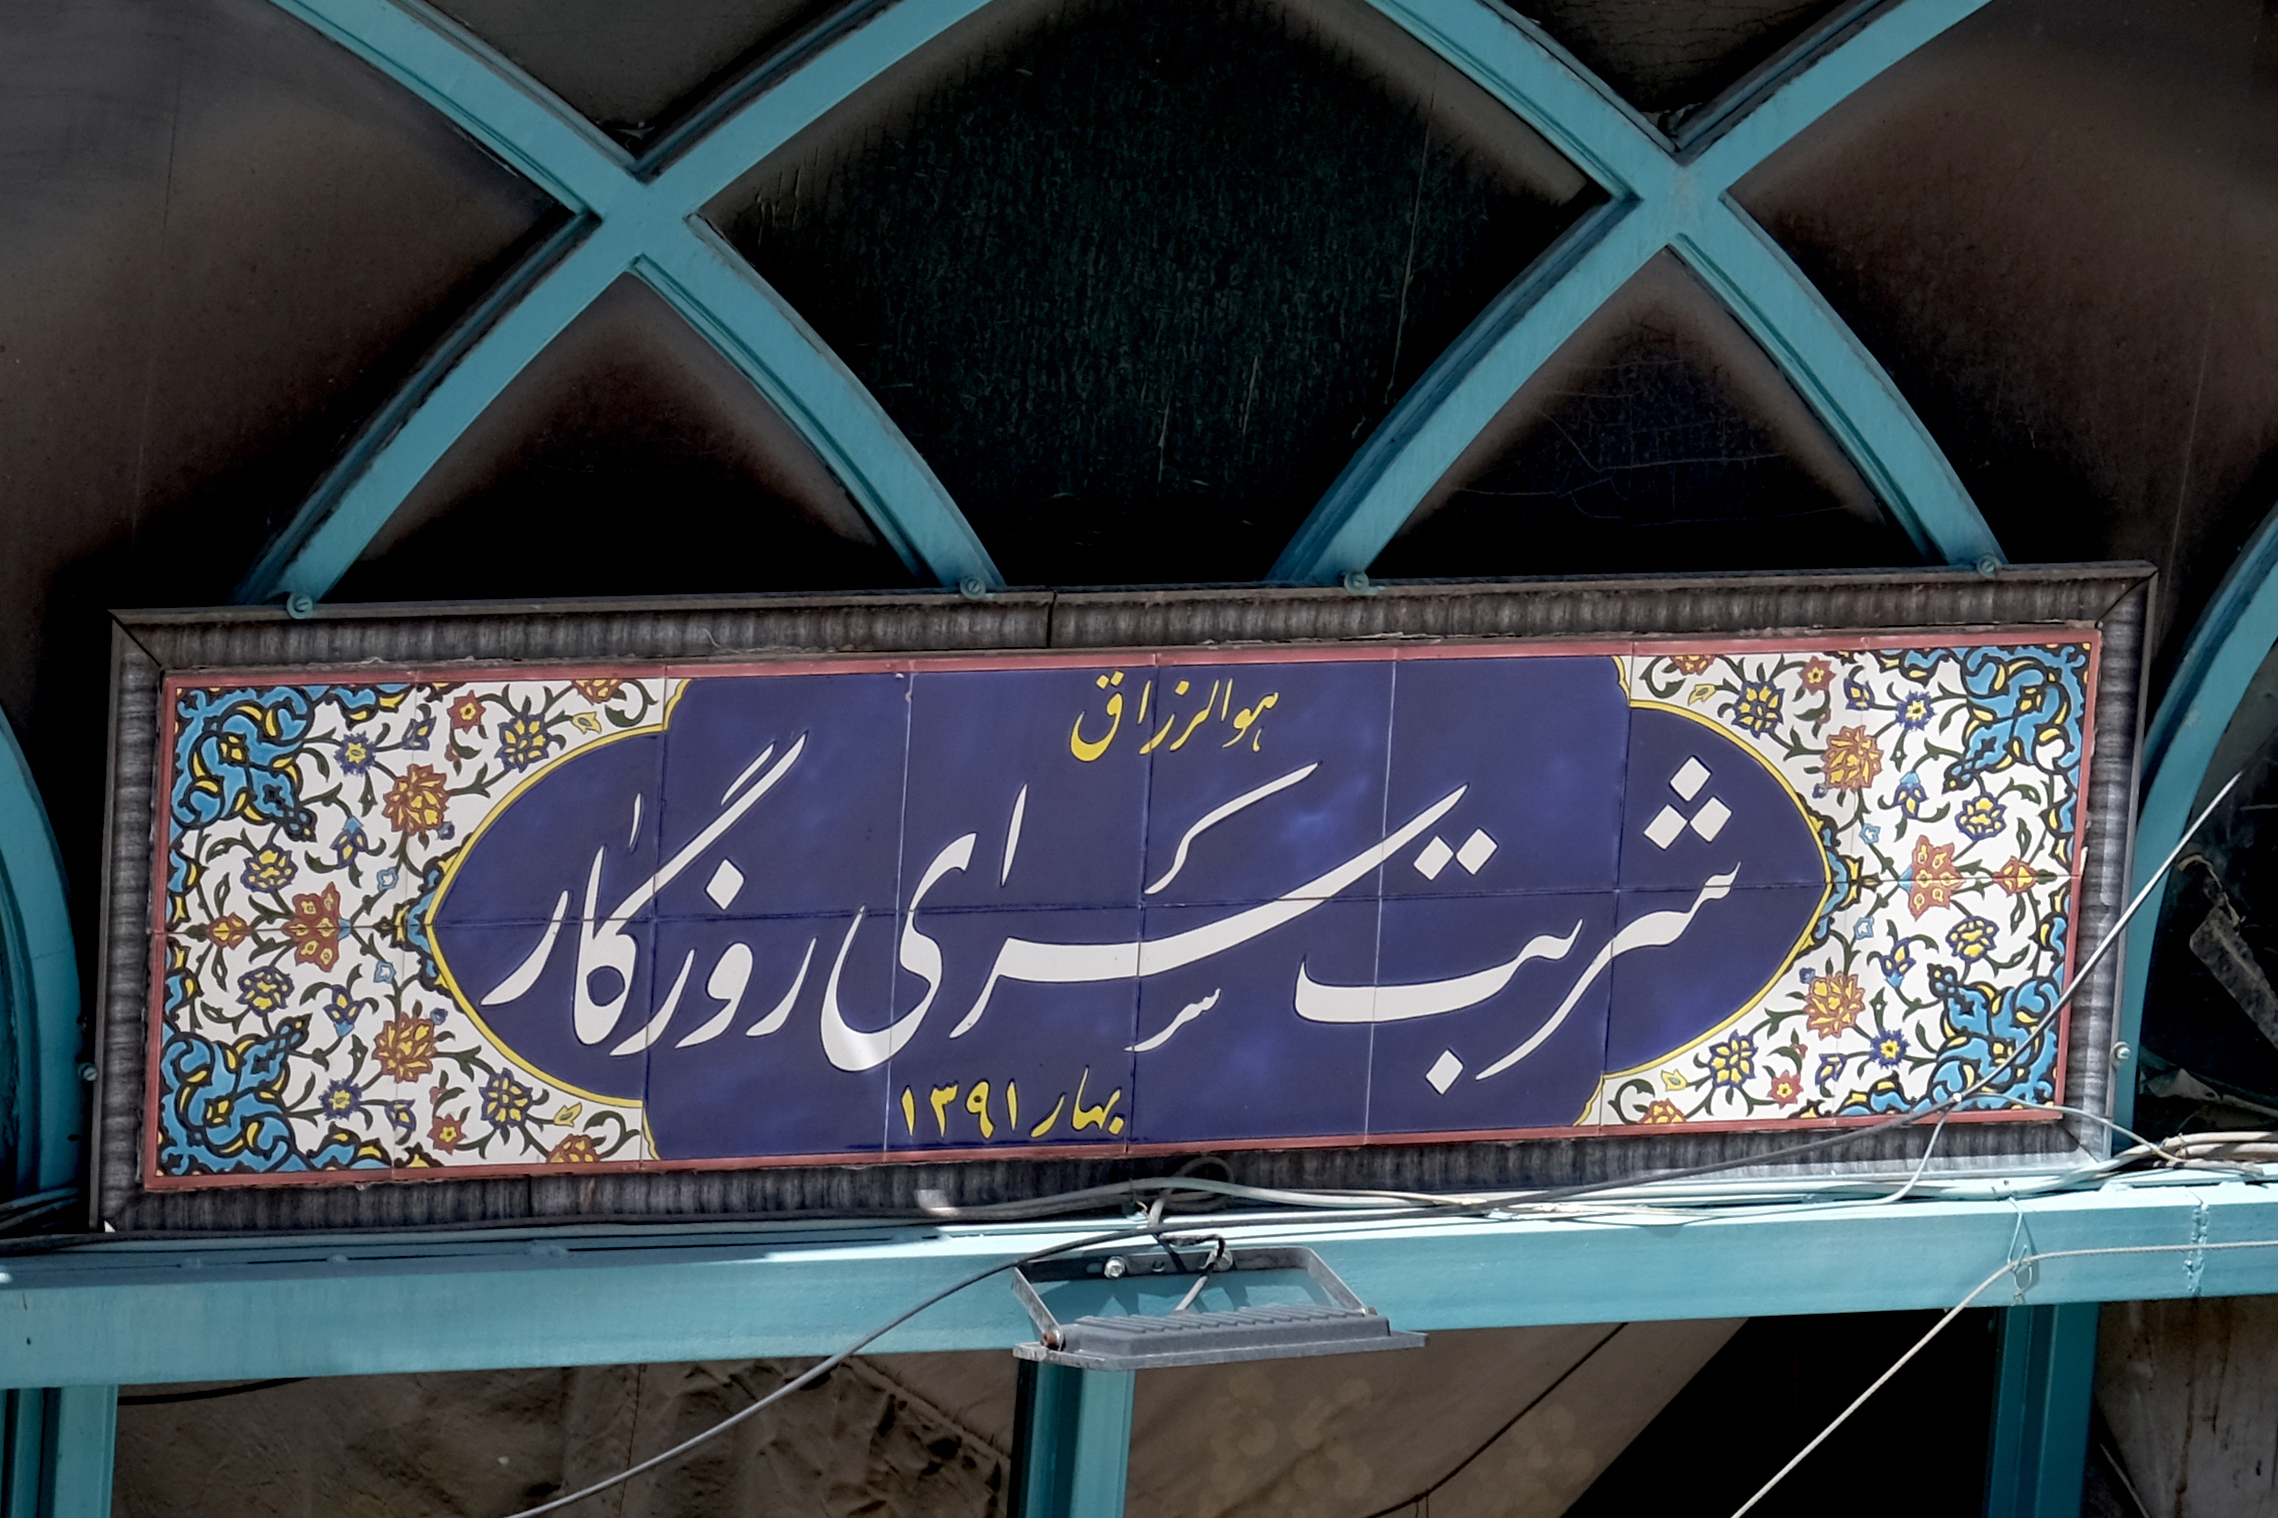 هوالرزاق
شربت سرای روزگار
بهار ۱۳۹۱